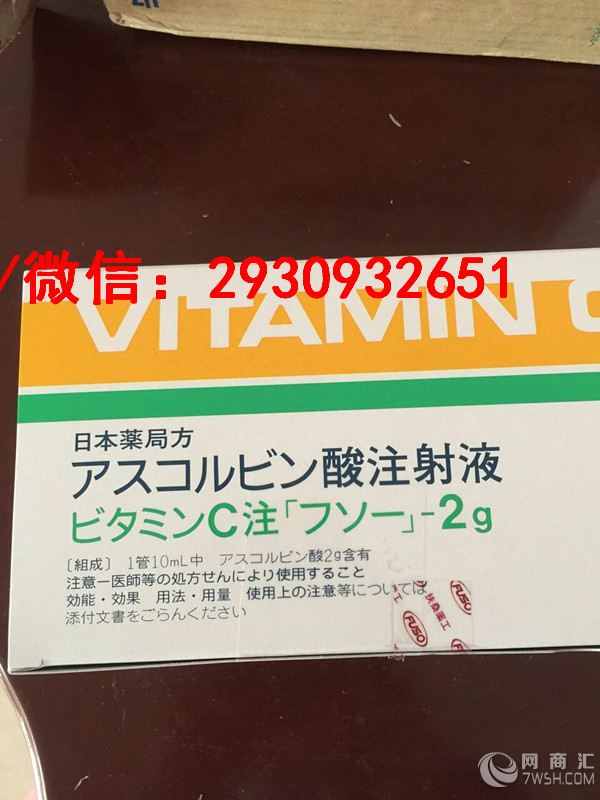 /微信：2930932651
VITAMIN C
日本薬局方
アスコルビン酸注射液
ビタミンC注「フソー」-2g
〔組成〕 1管10mL中 アスコルビン酸2g含有
注意－医師等の処方せんにより使用すること
効能・効果 用法・用量 使用上の注意等については
添付文書をごらんください
FUSO
扶桑薬工
FUSO
网商汇
7WSH.COM